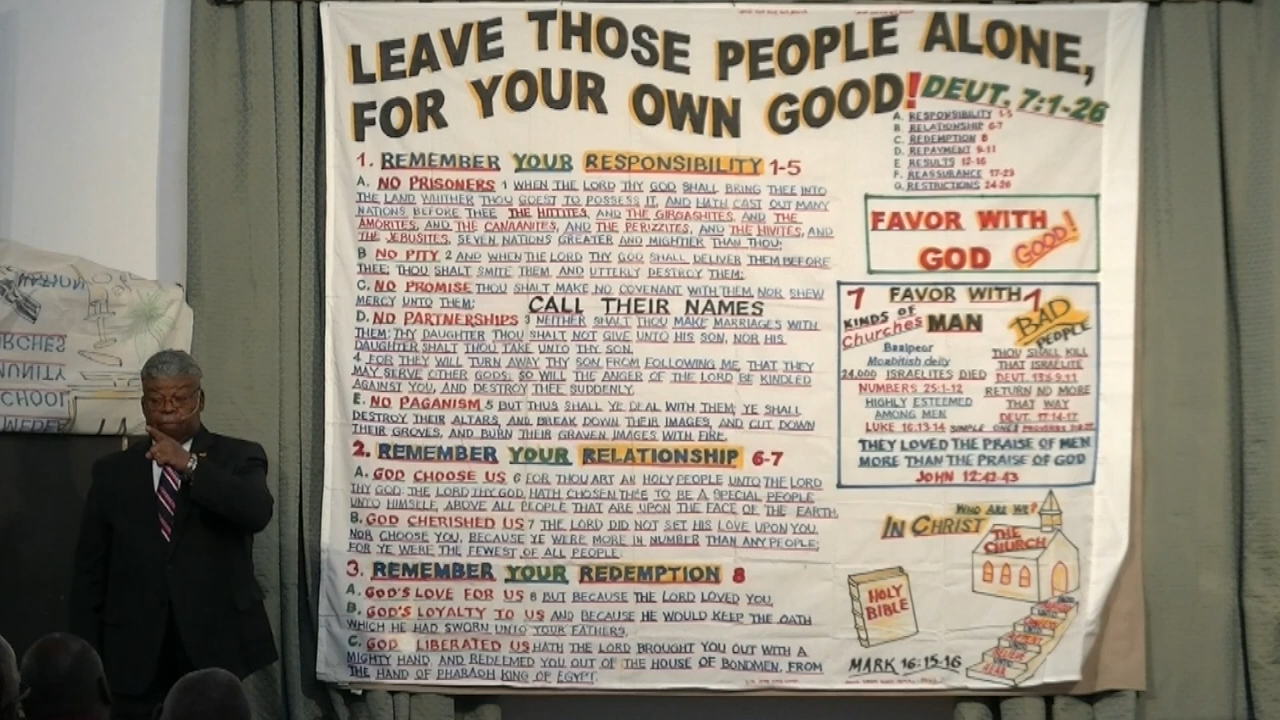 LEAVE THOSE PEOPLE ALONE,
FOR YOUR OWN GOOD!
DEUT. 7:1-26
A. RESPONSIBILITY 1-5
B. RELATIONSHIP 6-7
C. REDEMPTION 8
D. REPAYMENT 9-11
E. RESULTS 12-16
F. REASSURANCE 17-23
G. RESTRICTIONS 24-26
1. REMEMBER YOUR RESPONSIBILITY 1-5
A. NO PRISONERS 1 WHEN THE LORD THY GOD SHALL BRING THEE INTO
THE LAND WHITHER THOU GOEST TO POSSESS IT, AND HATH CAST OUT MANY
NATIONS BEFORE THEE THE HITTITES, AND THE GIRGASHITES, AND THE
AMORITES, AND THE CANAANITES, AND THE PERIZZITES, AND THE HIVITES, AND
THE JEBUSITES, SEVEN NATIONS GREATER AND MIGHTIER THAN THOU;
B NO PITY 2 AND WHEN THE LORD THY GOD SHALL DELIVER THEM BEFORE
THEE; THOU SHALT SMITE THEM, AND UTTERLY DESTROY THEM;
C. NO PROMISE THOU SHALT MAKE NO COVENANT WITH THEM, NOR SHEW
MERCY UNTO THEM;
CALL THEIR NAMES
D. NO PARTNERSHIPS 3 NEITHER SHALT THOU MAKE MARRIAGES WITH
THEM; THY DAUGHTER THOU SHALT NOT GIVE UNTO HIS SON, NOR HIS
DAUGHTER SHALT THOU TAKE UNTO THY SON.
4 FOR THEY WILL TURN AWAY THY SON FROM FOLLOWING ME, THAT THEY
MAY SERVE OTHER GODS: SO WILL THE ANGER OF THE LORD BE KINDLED
AGAINST YOU, AND DESTROY THEE SUDDENLY.
E. NO PAGANISM 5 BUT THUS SHALL YE DEAL WITH THEM; YE SHALL
DESTROY THEIR ALTARS, AND BREAK DOWN THEIR IMAGES, AND CUT DOWN
THEIR GROVES, AND BURN THEIR GRAVEN IMAGES WITH FIRE.
2. REMEMBER YOUR RELATIONSHIP 6-7
A. GOD CHOOSE US 6 FOR THOU ART AN HOLY PEOPLE UNTO THE LORD
THY GOD: THE LORD THY GOD HATH CHOSEN THEE TO BE A SPECIAL PEOPLE
UNTO HIMSELF, ABOVE ALL PEOPLE THAT ARE UPON THE FACE OF THE EARTH.
B. GOD CHERISHED US 7 THE LORD DID NOT SET HIS LOVE UPON YOU,
NOR CHOOSE YOU, BECAUSE YE WERE MORE IN NUMBER THAN ANY PEOPLE;
FOR YE WERE THE FEWEST OF ALL PEOPLE:
3. REMEMBER YOUR REDEMPTION 8
A. GOD'S LOVE FOR US 8 BUT BECAUSE THE LORD LOVED YOU,
B. GOD'S LOYALTY TO US AND BECAUSE HE WOULD KEEP THE OATH
WHICH HE HAD SWORN UNTO YOUR FATHERS,
C. GOD LIBERATED US HATH THE LORD BROUGHT YOU OUT WITH A
MIGHTY HAND, AND REDEEMED YOU OUT OF THE HOUSE OF BONDMEN, FROM
THE HAND OF PHARAOH KING OF EGYPT.
FAVOR WITH
GOD GOOD!
7 FAVOR WITH 7
KINDS OF Churches
MAN
BAD PEOPLE
Baalpeor
Moabitish deity
24,000 ISRAELITES DIED
NUMBERS 25:1-12
HIGHLY ESTEEMED
AMONG MEN
LUKE 16:13-14
THOU SHALL KILL
THAT ISRAELITE
DEUT. 13:6-9,11
RETURN NO MORE
THAT WAY
DEUT. 17:14-17
SIMPLE ONES
THEY LOVED THE PRAISE OF MEN
MORE THAN THE PRAISE OF GOD
JOHN 12:42-43
WHO ARE WE?
IN CHRIST
THE
CHURCH
HOLY
BIBLE
MARK 16:15-16